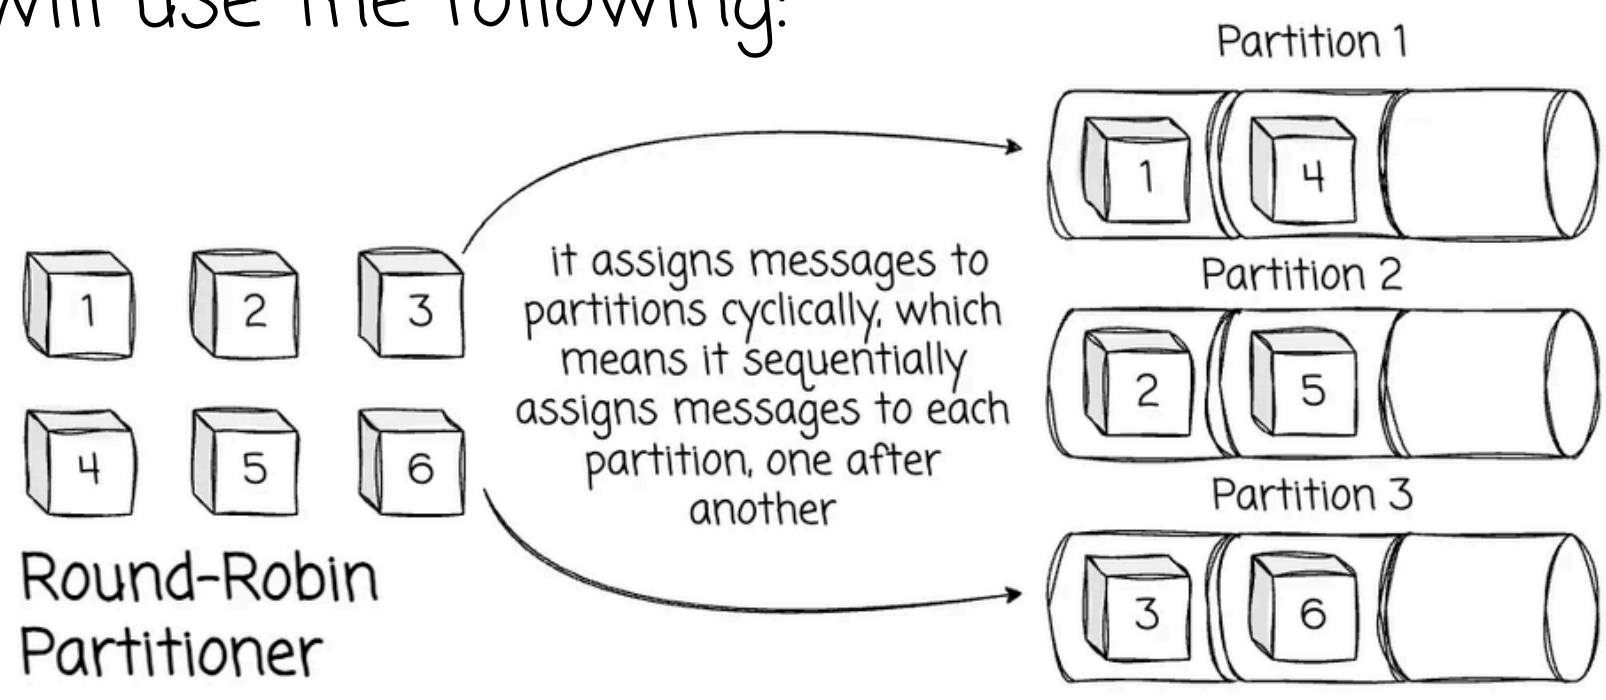 will use the following:
Partition 1
1 4
1 2 3
it assigns messages to
partitions cyclically, which
means it sequentially
assigns messages to each
partition, one after
another
Partition 2
2 5
4 5 6
Partition 3
3 6
Round-Robin
Partitioner